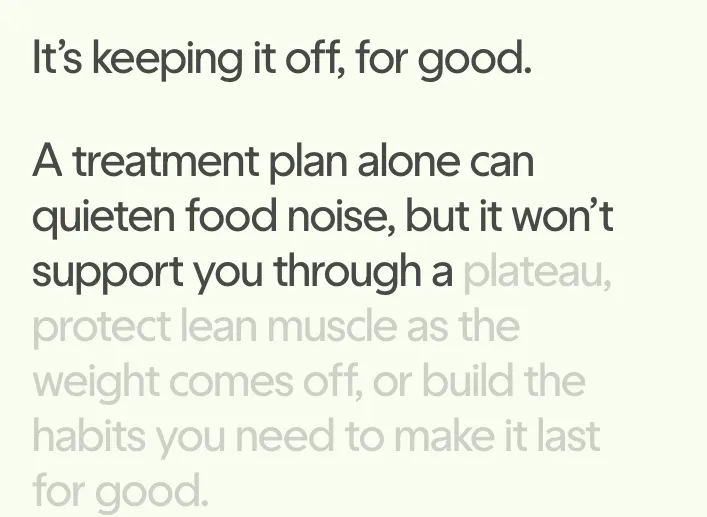 It’s keeping it off, for good.
A treatment plan alone can
quieten food noise, but it won’t
support you through a plateau,
protect lean muscle as the
weight comes off, or build the
habits you need to make it last
for good.